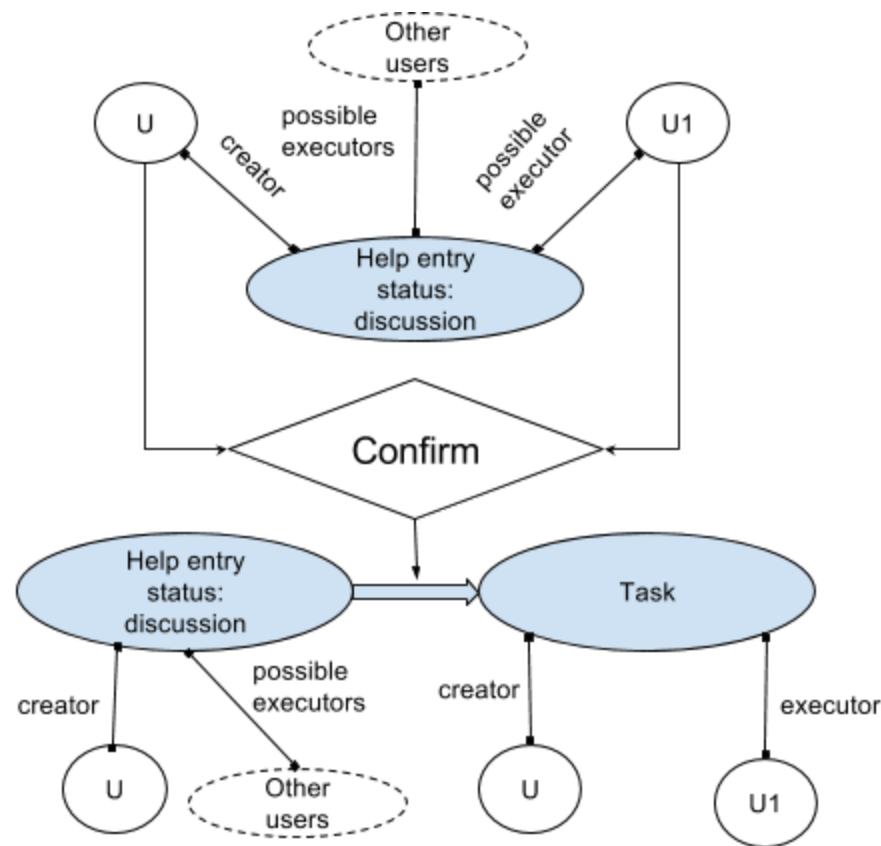 Other
users
U
U1
possible
executors
creator
possible
executor
Help entry
status:
discussion
Confirm
Help entry
status:
discussion
Task
possible
executors
creator
creator
executor
U
Other
users
U
U1